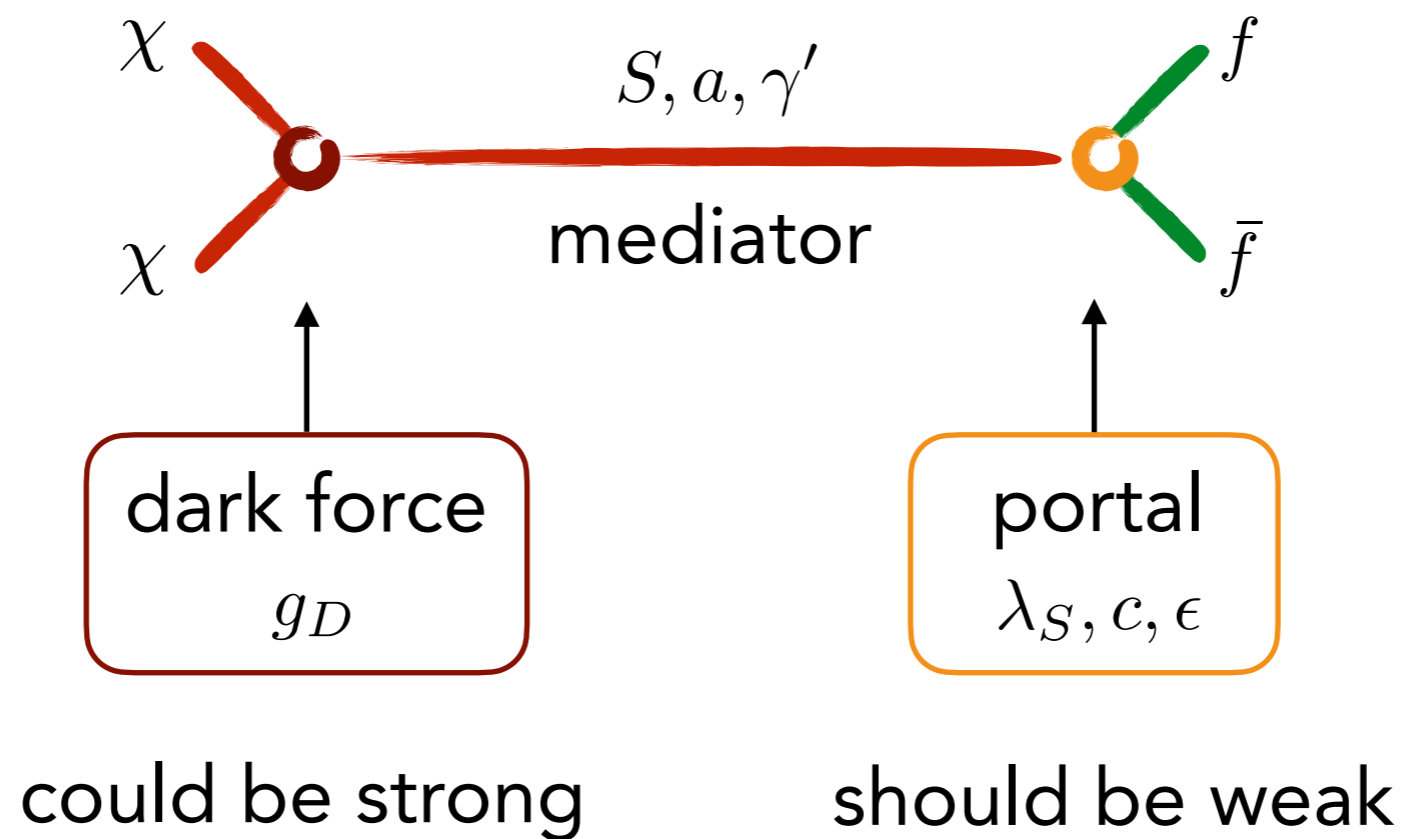 χ
f
S, a, γ′
mediator
χ
f̄
dark force
g_D
portal
λ_S, c, ϵ
could be strong
should be weak